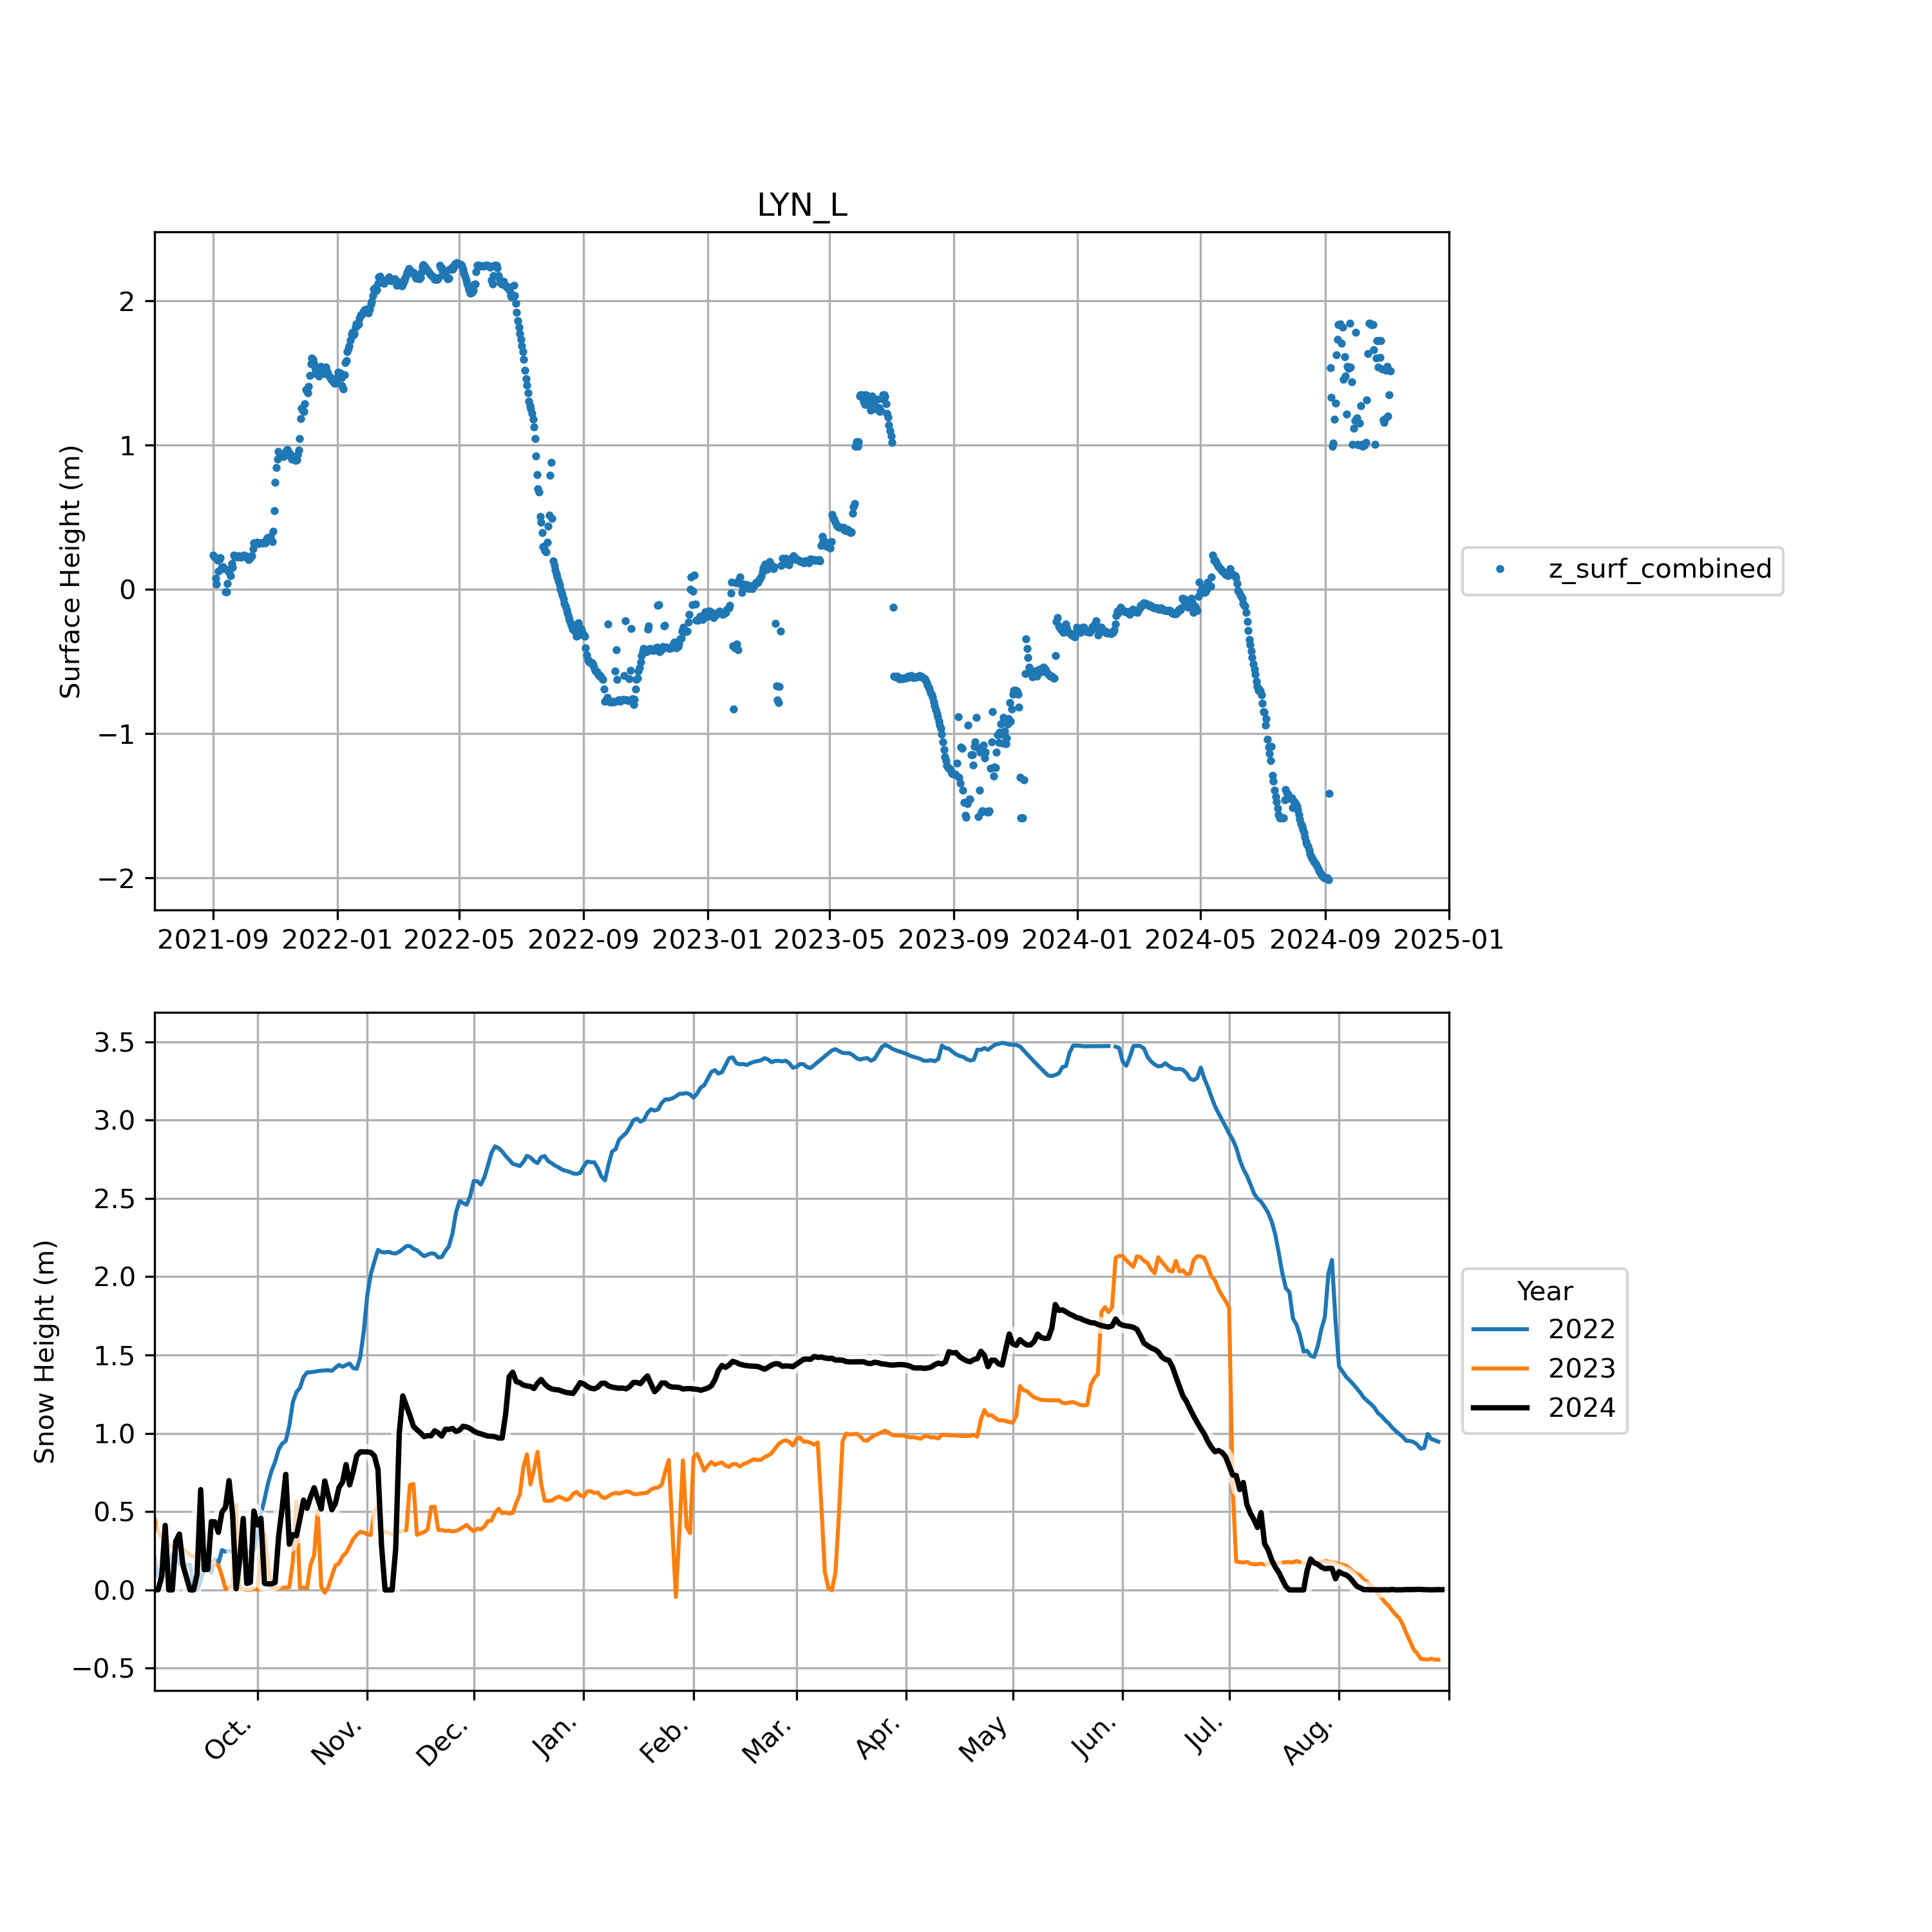 LYN_L
Surface Height (m)
2
1
0
−1
−2
2021-09 2022-01 2022-05 2022-09 2023-01 2023-05 2023-09 2024-01 2024-05 2024-09 2025-01
z_surf_combined
Snow Height (m)
3.5
3.0
2.5
2.0
1.5
1.0
0.5
0.0
−0.5
Oct. Nov. Dec. Jan. Feb. Mar. Apr. May Jun. Jul. Aug.
Year
2022
2023
2024